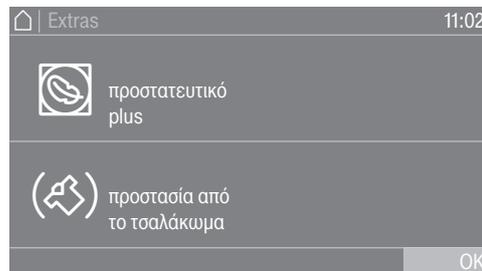 | Extras 11:02
προστατευτικό
plus
προστασία από
το τσαλάκωμα
OK